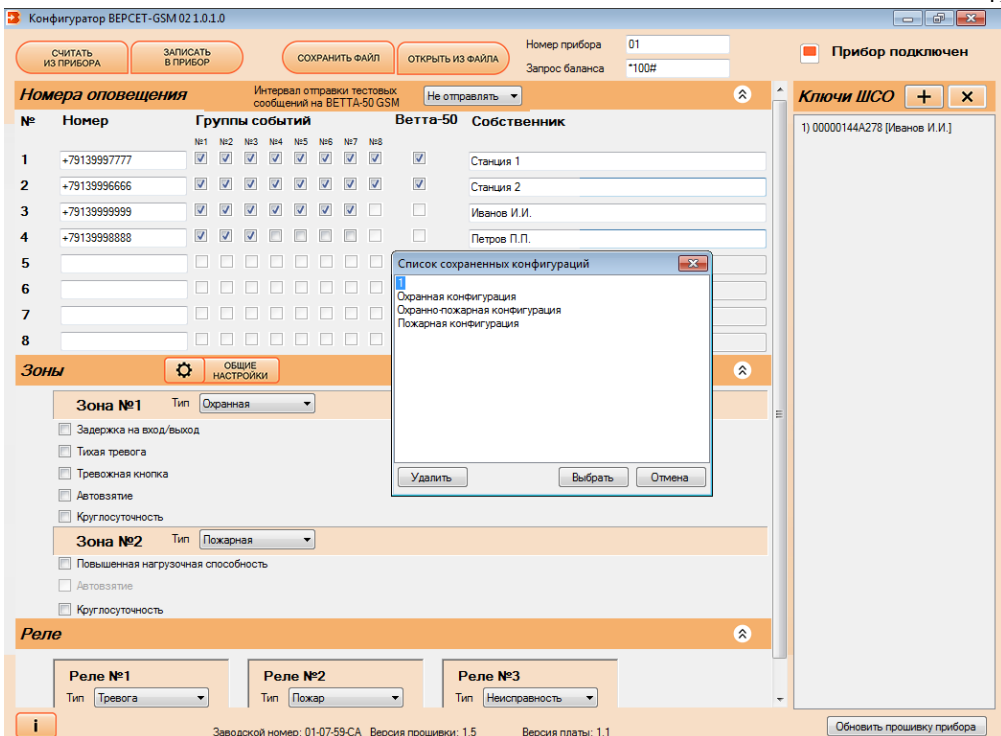 Конфигуратор ВЕРСЕТ-GSM 02 1.0.1.0
СЧИТАТЬ ИЗ ПРИБОРА
ЗАПИСАТЬ В ПРИБОР
СОХРАНИТЬ ФАЙЛ
ОТКРЫТЬ ИЗ ФАЙЛА
Номер прибора 01
Запрос баланса *100#
Прибор подключен
Номера оповещения
Интервал отправки тестовых
сообщений на ВЕТТА-50 GSM
Не отправлять
Ключи ШСО + x
1) 00000144A278 [Иванов И.И.]
№ Номер Группы событий Ветта-50 Собственник
№1 №2 №3 №4 №5 №6 №7 №8
1 +79139997777 Станция 1
2 +79139996666 Станция 2
3 +79139999999 Иванов И.И.
4 +79139998888 Петров П.П.
5
6
7
8
Список сохраненных конфигураций
1
Охранная конфигурация
Охранно-пожарная конфигурация
Пожарная конфигурация
Удалить Выбрать Отмена
Зоны
ОБЩИЕ НАСТРОЙКИ
Зона №1 Тип Охранная
Задержка на вход/выход
Тихая тревога
Тревожная кнопка
Автовзятие
Круглосуточность
Зона №2 Тип Пожарная
Повышенная нагрузочная способность
Автовзятие
Круглосуточность
Реле
Реле №1 Реле №2 Реле №3
Тип Тревога Тип Пожар Тип Неисправность
i
Заводской номер: 01-07-59-CA Версия прошивки: 1.5 Версия платы: 1.1
Обновить прошивку прибора